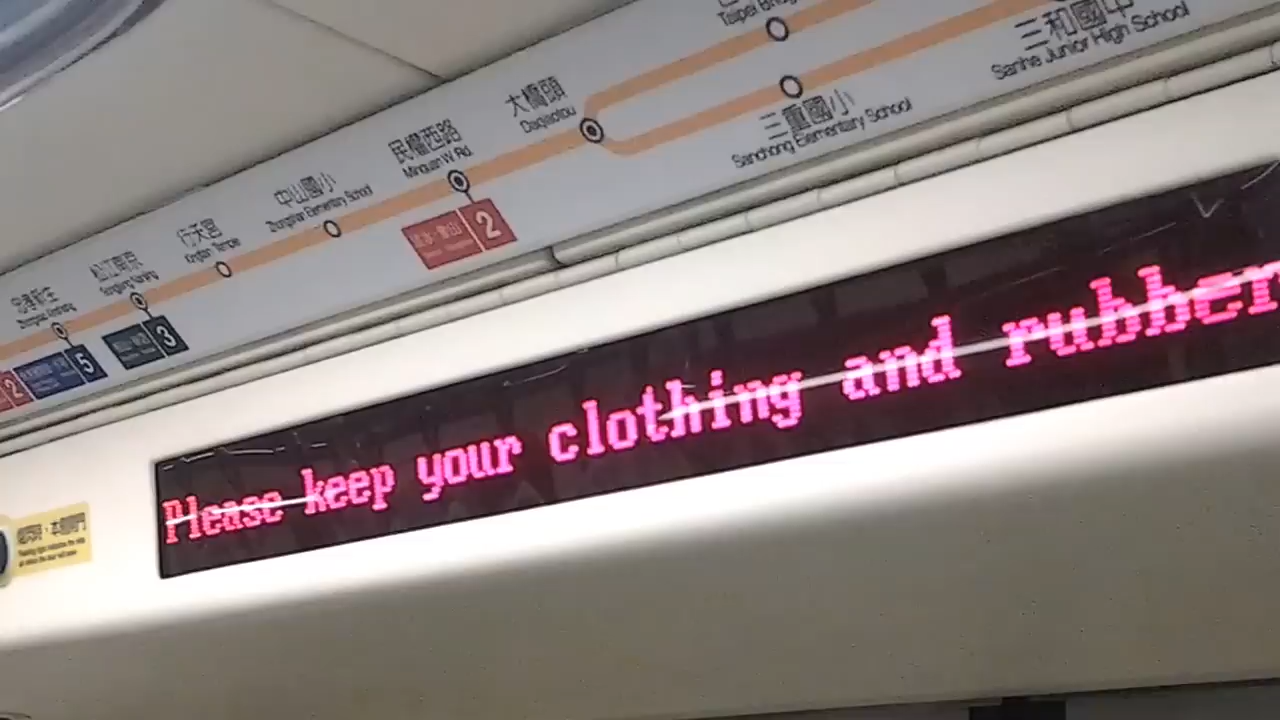 Taipei Bridge
三和國中
Sanhe Junior High School
大橋頭
Daqiaotou
三重國小
Sanchong Elementary School
民權西路
Minquan W. Rd.
2
中山國小
Zhongshan Elementary School
行天宮
Xingtian Temple
松江南京
Songjiang Nanjing
3
忠孝新生
Zhongxiao Xinsheng
5
2
Please keep your clothing and rubber